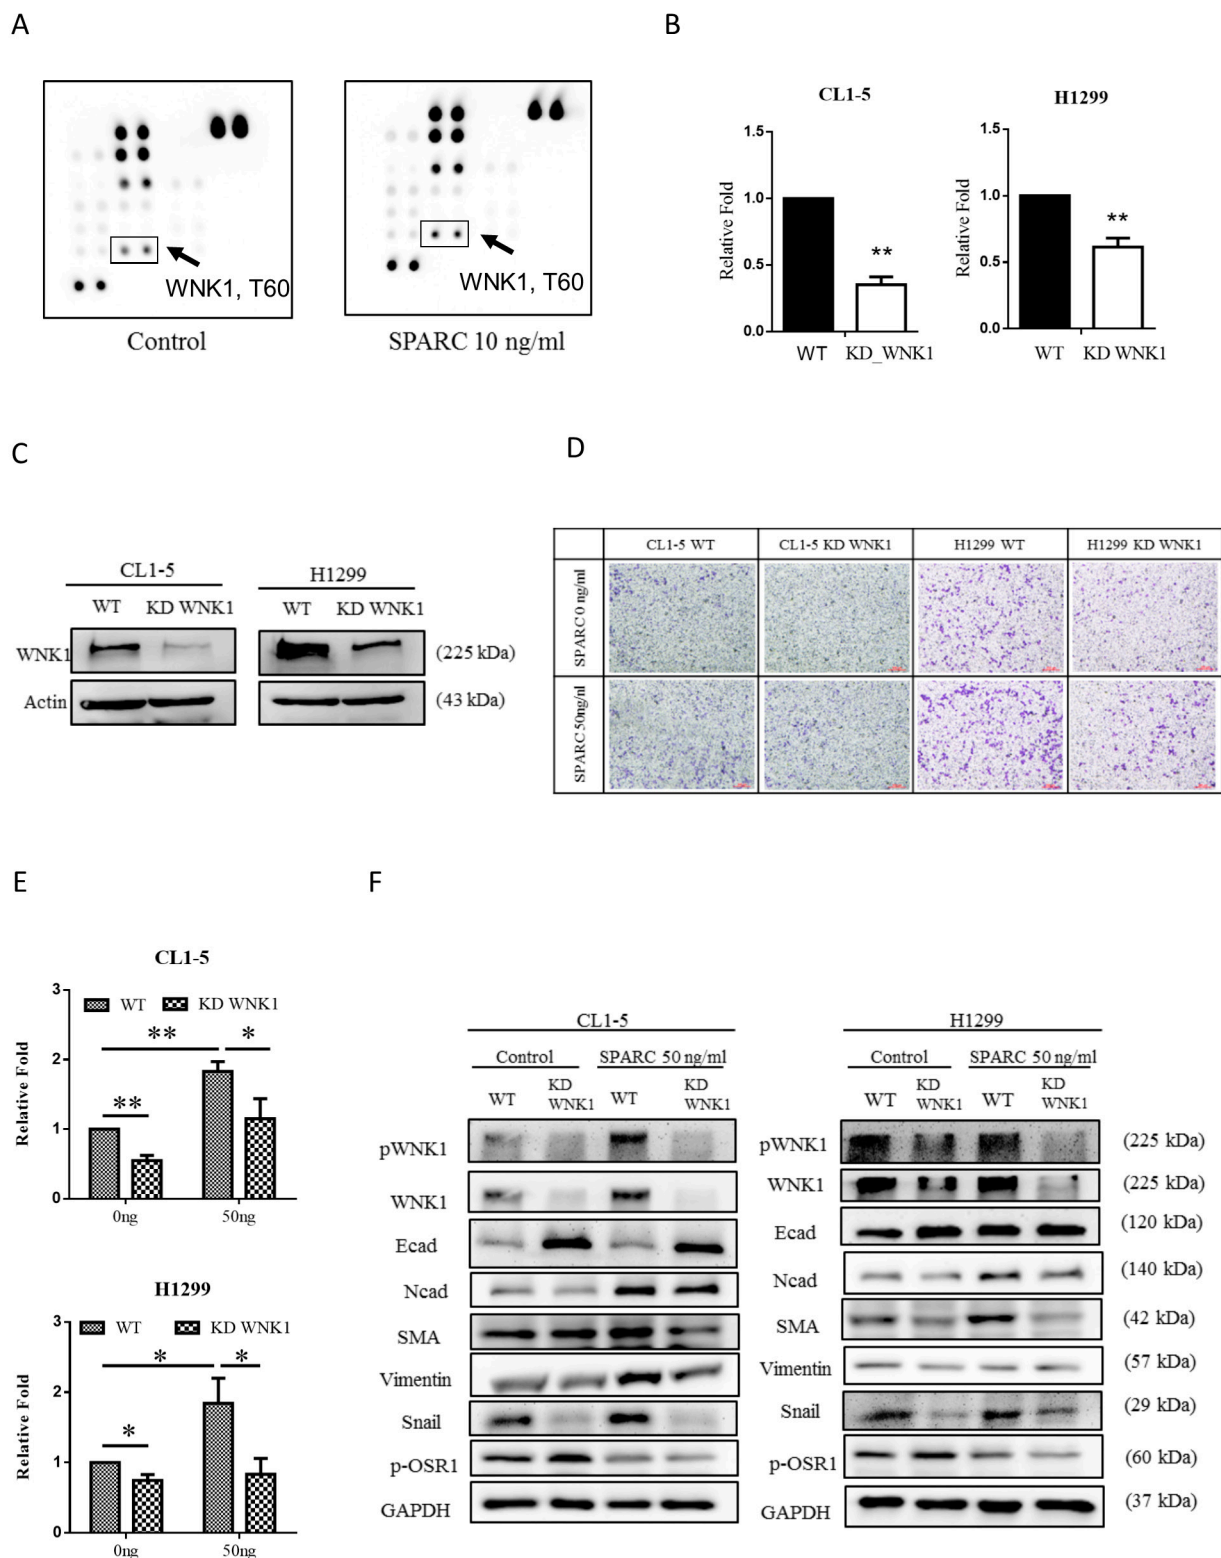 A
B
WNK1, T60
Control
WNK1, T60
SPARC 10 ng/ml
CL1-5
1.5
1.0
0.5
0.0
Relative Fold
**
WT KD_WNK1
H1299
1.5
1.0
0.5
0.0
Relative Fold
**
WT KD WNK1
C
D
CL1-5 H1299
WT KD WNK1 WT KD WNK1
WNK1 (225 kDa)
Actin (43 kDa)
CL1-5 WT CL1-5 KD WNK1 H1299 WT H1299 KD WNK1
SPARC 0 ng/ml
SPARC 50ng/ml
E
F
CL1-5
3
2
1
0
Relative Fold
WT KD WNK1
** *
**
0ng 50ng
H1299
3
2
1
0
Relative Fold
WT KD WNK1
* *
*
0ng 50ng
CL1-5
Control SPARC 50 ng/ml
WT KD WNK1 WT KD WNK1
pWNK1
WNK1
Ecad
Ncad
SMA
Vimentin
Snail
p-OSR1
GAPDH
H1299
Control SPARC 50 ng/ml
WT KD WNK1 WT KD WNK1
pWNK1 (225 kDa)
WNK1 (225 kDa)
Ecad (120 kDa)
Ncad (140 kDa)
SMA (42 kDa)
Vimentin (57 kDa)
Snail (29 kDa)
p-OSR1 (60 kDa)
GAPDH (37 kDa)